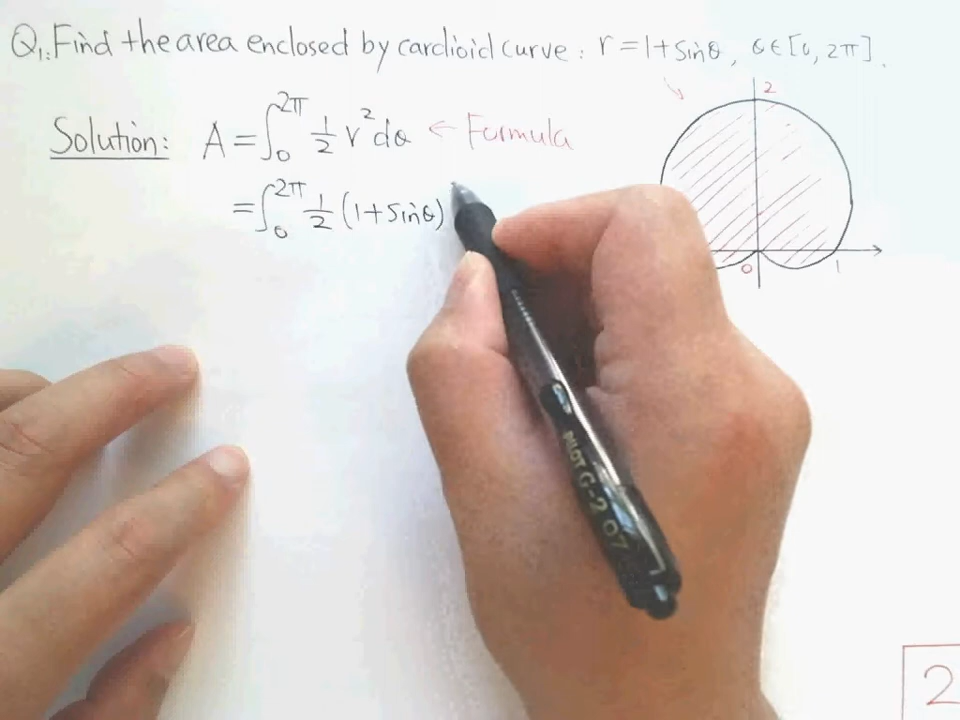 Q1: Find the area enclosed by cardioid curve: r = 1 + sinθ, θ ∈ [0, 2π].
Solution: A = ∫₀^2π 1/2 r² dθ ← Formula
= ∫₀^2π 1/2 (1 + sinθ)
2
0
1
PILOT G-2 07
2